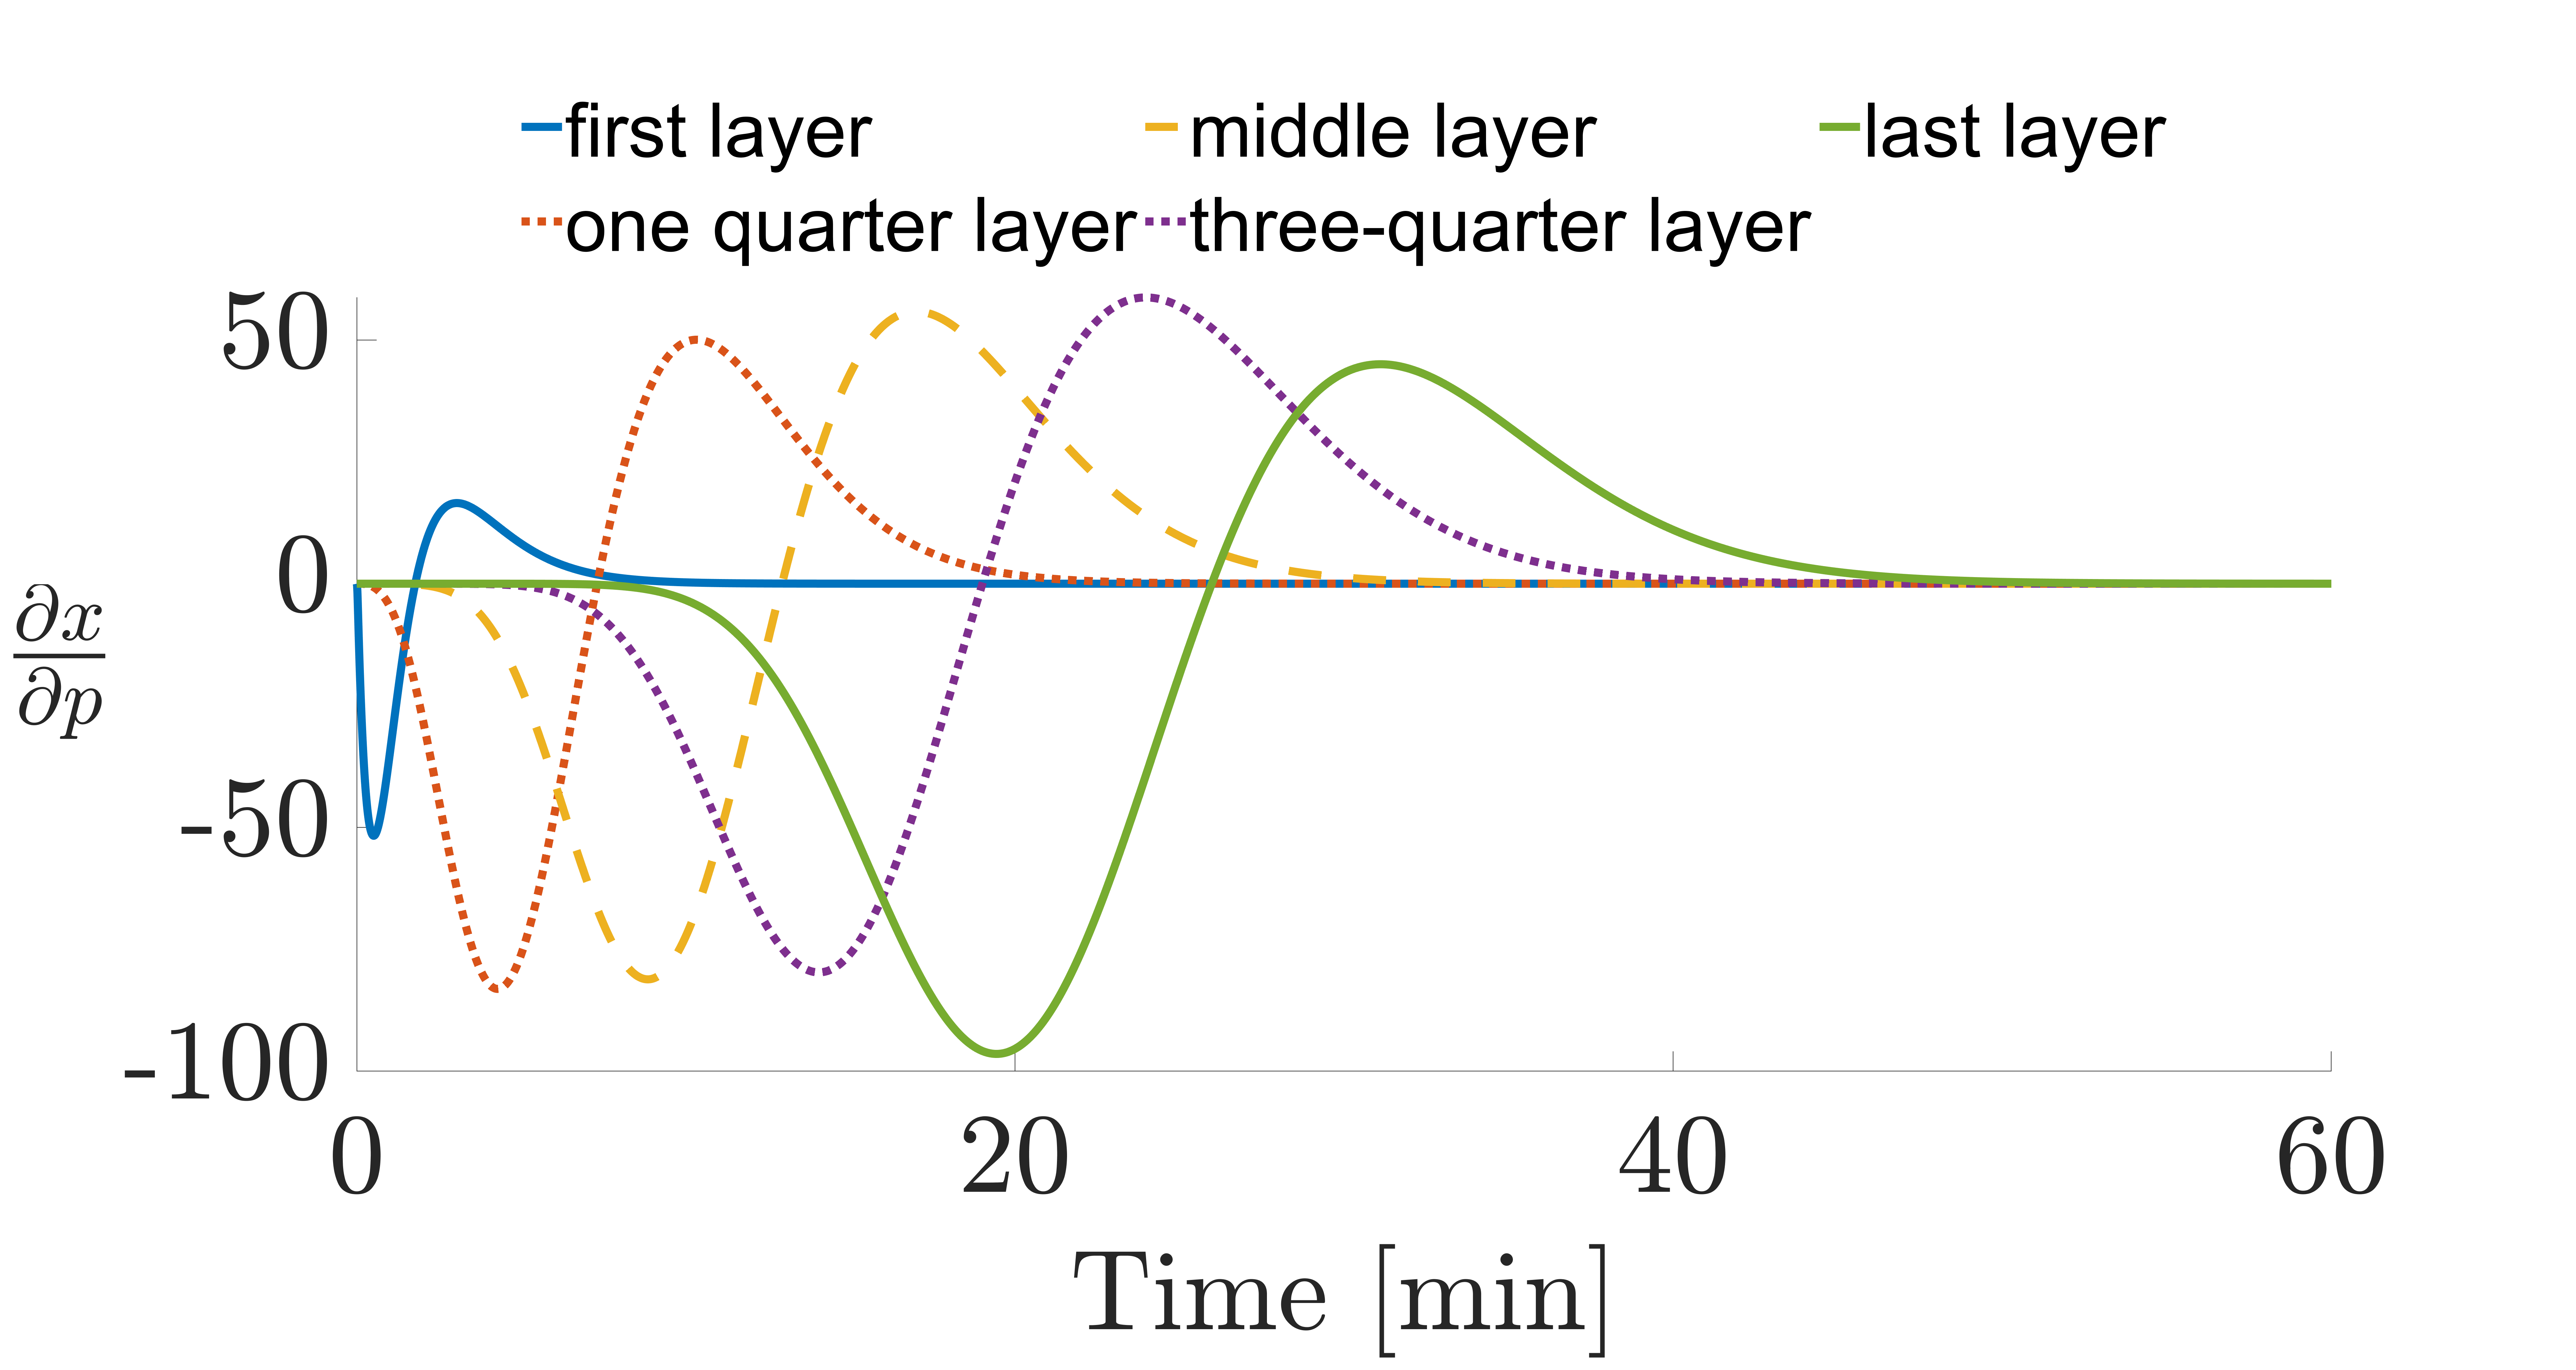 first layer middle layer last layer
one quarter layer three-quarter layer
50
0
∂x
∂p
-50
-100
0 20 40 60
Time [min]